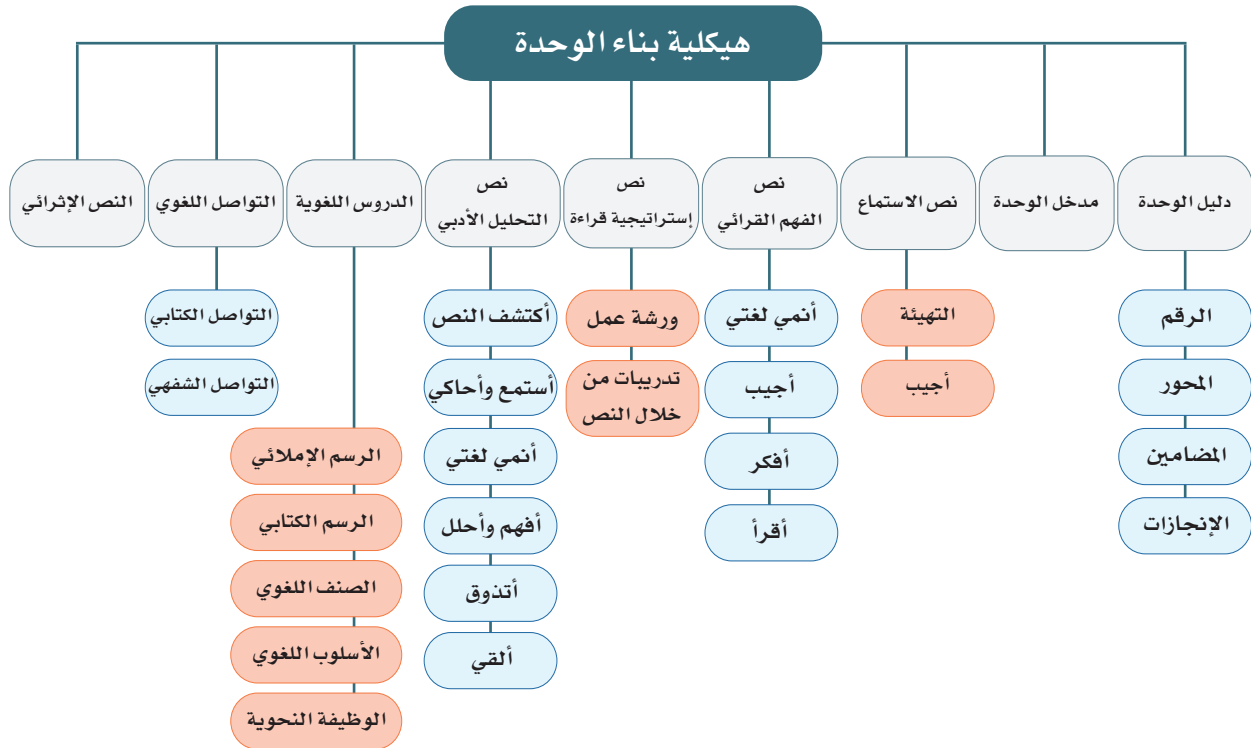 هيكلية بناء الوحدة
دليل الوحدة
الرقم
المحور
المضامين
الإنجازات
مدخل الوحدة
نص الاستماع
التهيئة
أجيب
نص
الفهم القرائي
أنمي لغتي
أجيب
أفكر
أقرأ
نص
إستراتيجية قراءة
ورشة عمل
تدريبات من
خلال النص
نص
التحليل الأدبي
أكتشف النص
أستمع وأحاكي
أنمي لغتي
أفهم وأحلل
أتذوق
ألقي
الدروس اللغوية
الرسم الإملائي
الرسم الكتابي
الصنف اللغوي
الأسلوب اللغوي
الوظيفة النحوية
التواصل اللغوي
التواصل الكتابي
التواصل الشفهي
النص الإثرائي